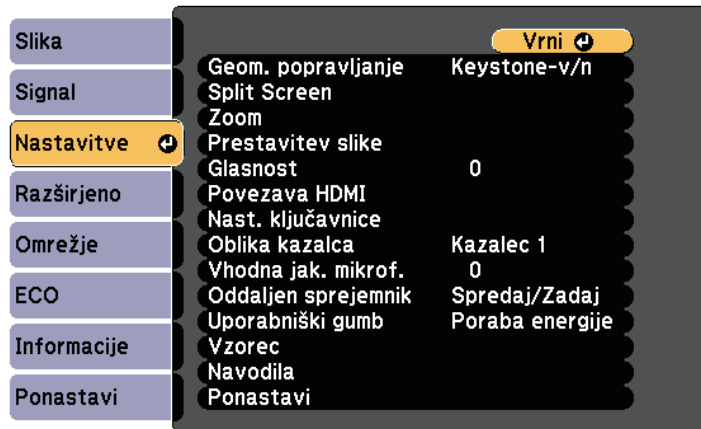 Slika
Signal
Nastavitve
Razširjeno
Omrežje
ECO
Informacije
Ponastavi
Vrni
Geom. popravljanje Keystone-v/n
Split Screen
Zoom
Prestavitev slike
Glasnost 0
Povezava HDMI
Nast. ključavnice
Oblika kazalca Kazalec 1
Vhodna jak. mikrof. 0
Oddaljen sprejemnik Spredaj/Zadaj
Uporabniški gumb Poraba energije
Vzorec
Navodila
Ponastavi